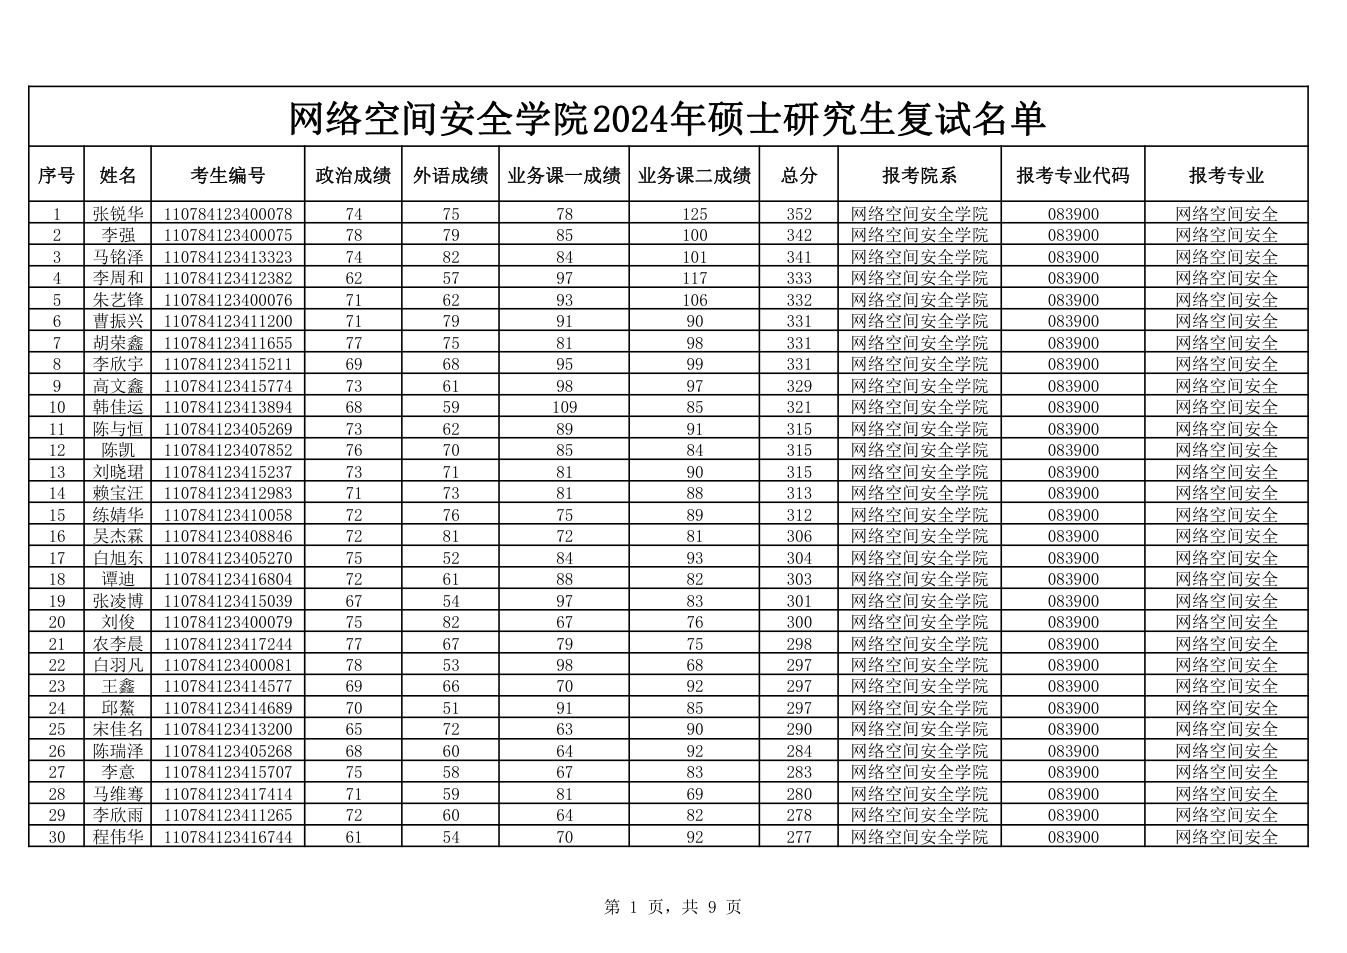 网络空间安全学院2024年硕士研究生复试名单
序号 姓名 考生编号 政治成绩 外语成绩 业务课一成绩 业务课二成绩 总分 报考院系 报考专业代码 报考专业
1 张锐华 110784123400078 74 75 78 125 352 网络空间安全学院 083900 网络空间安全
2 李强 110784123400075 78 79 85 100 342 网络空间安全学院 083900 网络空间安全
3 马铭泽 110784123413323 74 82 84 101 341 网络空间安全学院 083900 网络空间安全
4 李周和 110784123412382 62 57 97 117 333 网络空间安全学院 083900 网络空间安全
5 朱艺锋 110784123400076 71 62 93 106 332 网络空间安全学院 083900 网络空间安全
6 曹振兴 110784123411200 71 79 91 90 331 网络空间安全学院 083900 网络空间安全
7 胡荣鑫 110784123411655 77 75 81 98 331 网络空间安全学院 083900 网络空间安全
8 李欣宇 110784123415211 69 68 95 99 331 网络空间安全学院 083900 网络空间安全
9 高文鑫 110784123415774 73 61 98 97 329 网络空间安全学院 083900 网络空间安全
10 韩佳运 110784123413894 68 59 109 85 321 网络空间安全学院 083900 网络空间安全
11 陈与恒 110784123405269 73 62 89 91 315 网络空间安全学院 083900 网络空间安全
12 陈凯 110784123407852 76 70 85 84 315 网络空间安全学院 083900 网络空间安全
13 刘晓珺 110784123415237 73 71 81 90 315 网络空间安全学院 083900 网络空间安全
14 赖宝汪 110784123412983 71 73 81 88 313 网络空间安全学院 083900 网络空间安全
15 练婧华 110784123410058 72 76 75 89 312 网络空间安全学院 083900 网络空间安全
16 吴杰霖 110784123408846 72 81 72 81 306 网络空间安全学院 083900 网络空间安全
17 白旭东 110784123405270 75 52 84 93 304 网络空间安全学院 083900 网络空间安全
18 谭迪 110784123416804 72 61 88 82 303 网络空间安全学院 083900 网络空间安全
19 张凌博 110784123415039 67 54 97 83 301 网络空间安全学院 083900 网络空间安全
20 刘俊 110784123400079 75 82 67 76 300 网络空间安全学院 083900 网络空间安全
21 农李晨 110784123417244 77 67 79 75 298 网络空间安全学院 083900 网络空间安全
22 白羽凡 110784123400081 78 53 98 68 297 网络空间安全学院 083900 网络空间安全
23 王鑫 110784123414577 69 66 70 92 297 网络空间安全学院 083900 网络空间安全
24 邱鰲 110784123414689 70 51 91 85 297 网络空间安全学院 083900 网络空间安全
25 宋佳名 110784123413200 65 72 63 90 290 网络空间安全学院 083900 网络空间安全
26 陈瑞泽 110784123405268 68 60 64 92 284 网络空间安全学院 083900 网络空间安全
27 李意 110784123415707 75 58 67 83 283 网络空间安全学院 083900 网络空间安全
28 马维骞 110784123417414 71 59 81 69 280 网络空间安全学院 083900 网络空间安全
29 李欣雨 110784123411265 72 60 64 82 278 网络空间安全学院 083900 网络空间安全
30 程伟华 110784123416744 61 54 70 92 277 网络空间安全学院 083900 网络空间安全
第 1 页，共 9 页